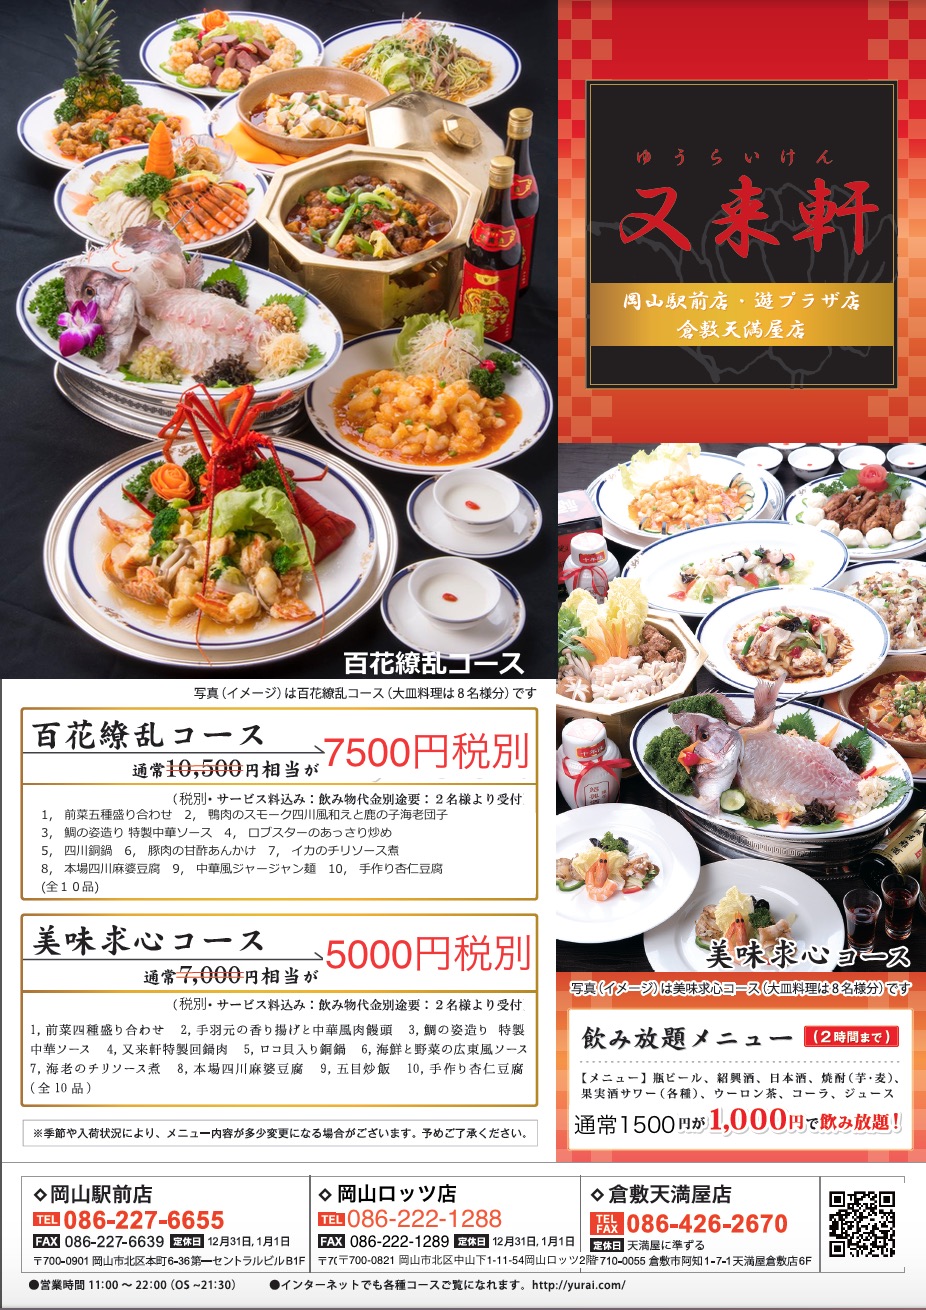 ゆうらいけん
又来軒
岡山駅前店・遊プラザ店
倉敷天満屋店
百花繚乱コース
写真(イメージ)は百花繚乱コース(大皿料理は8名様分)です
百花繚乱コース
通常10,500円相当が7500円税別
(税別・サービス料込み:飲み物代金別途要:2名様より受付
1, 前菜五種盛り合わせ 2, 鴨肉のスモーク四川風和えと鹿の子海老団子
3, 鯛の姿造り 特製中華ソース 4, ロブスターのあっさり炒め
5, 四川銅鍋 6, 豚肉の甘酢あんかけ 7, イカのチリソース煮
8, 本場四川麻婆豆腐 9, 中華風ジャージャン麺 10, 手作り杏仁豆腐
(全10品)
美味求心コース
通常7,000円相当が5000円税別
(税別・サービス料込み:飲み物代金別途要:2名様より受付
1, 前菜四種盛り合わせ 2, 手羽元の香り揚げと中華風肉饅頭 3, 鯛の姿造り 特製
中華ソース 4, 又来軒特製回鍋肉 5, ロコ貝入り銅鍋 6, 海鮮と野菜の広東風ソース
7, 海老のチリソース煮 8, 本場四川麻婆豆腐 9, 五目炒飯 10, 手作り杏仁豆腐
(全10品)
※季節や入荷状況により、メニュー内容が多少変更になる場合がございます。予めご了承ください。
美味求心コース
写真(イメージ)は美味求心コース(大皿料理は8名様分)です
飲み放題メニュー (2時間まで)
【メニュー】瓶ビール、紹興酒、日本酒、焼酎(芋・麦)、
果実酒サワー(各種)、ウーロン茶、コーラ、ジュース
通常1500円が1,000円で飲み放題!
◇岡山駅前店
TEL 086-227-6655
FAX 086-227-6639 定休日 12月31日, 1月1日
〒700-0901 岡山市北区本町6-36第一セントラルビルB1F
◇岡山ロッツ店
TEL 086-222-1288
FAX 086-222-1289 定休日 12月31日, 1月1日
〒700-0821 岡山市北区中山下1-11-54岡山ロッツ2階
◇倉敷天満屋店
TEL FAX 086-426-2670
定休日 天満屋に準ずる
〒710-0055 倉敷市阿知1-7-1天満屋倉敷店6F
●営業時間 11:00〜22:00 (OS ~21:30) ●インターネットでも各種コースご覧になれます。http://yurai.com/